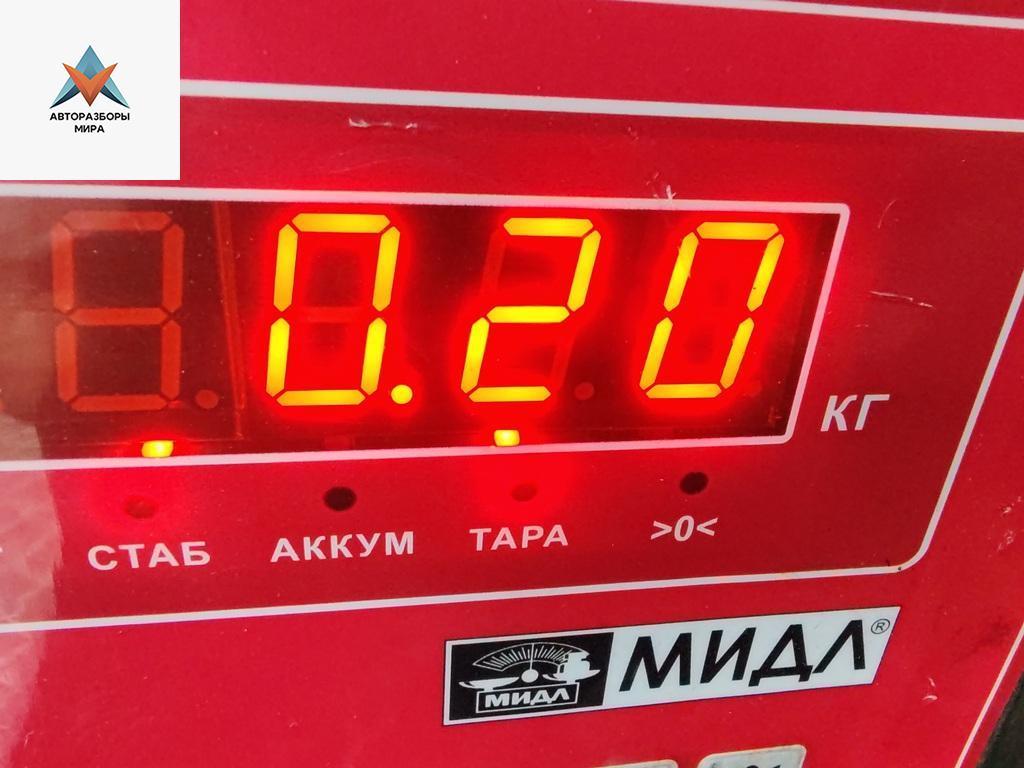 АВТОРАЗБОРЫ
МИРА
0.20
КГ
СТАБ АККУМ ТАРА >0<
МИДЛ МИДЛ®